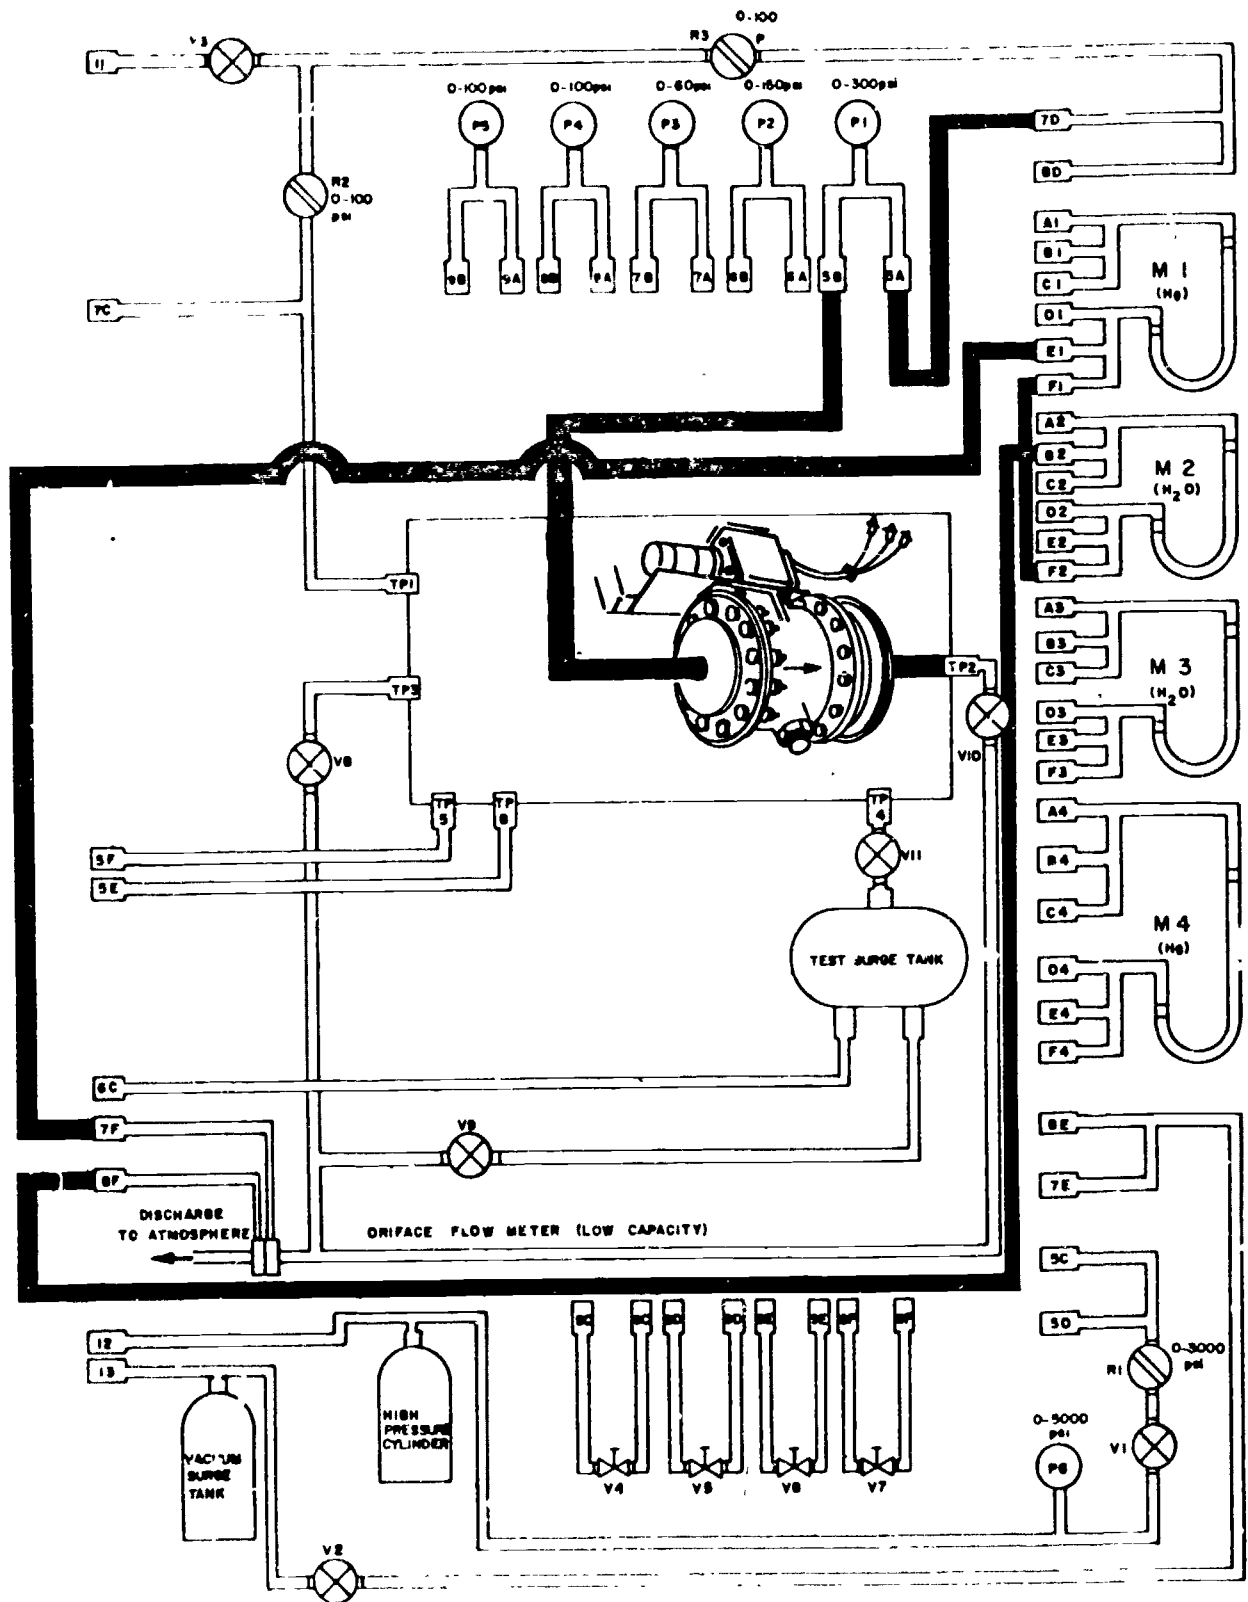 0-100
V3
R3
P
11
0-100psi
0-100psi
0-60psi
0-160psi
0-300psi
P5
P4
P3
P2
P1
7D
8D
R2
0-100
psi
9B
9A
8B
7B
7A
6B
6A
5B
5A
7C
A1
B1
C1
D1
E1
F1
M 1
(Hg)
A2
B2
C2
D2
E2
F2
M 2
(H2O)
TP1
TP3
TP2
V10
A3
B3
C3
D3
E3
F3
M 3
(H2O)
V8
TP
5
TP
6
TP
4
V11
5F
5E
A4
B4
C4
D4
E4
F4
M 4
(Hg)
TEST SURGE TANK
6C
7F
8F
V9
DISCHARGE
TO ATMOSPHERE
ORIFACE FLOW METER (LOW CAPACITY)
8E
7E
5C
5D
12
13
R1
0-3000
psi
0-5000
psi
P6
V1
HIGH
PRESSURE
CYLINDER
VACUUM
SURGE
TANK
V4
V5
V6
V7
V2